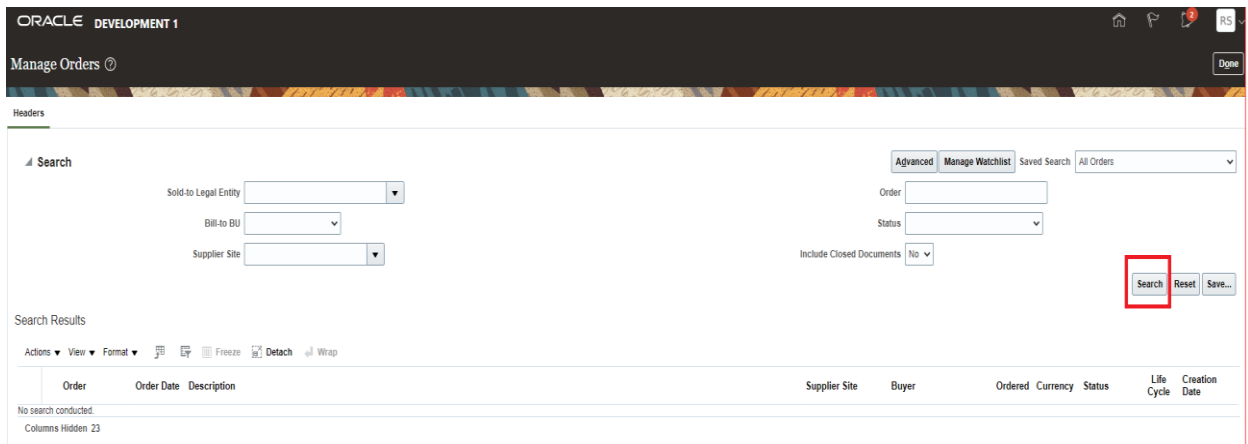 ORACLE DEVELOPMENT 1
2
RS
Manage Orders
Done
Headers
Search
Advanced Manage Watchlist Saved Search All Orders
Sold-to Legal Entity
Order
Bill-to BU
Status
Supplier Site
Include Closed Documents No
Search Reset Save...
Search Results
Actions View Format Freeze Detach Wrap
Order Order Date Description Supplier Site Buyer Ordered Currency Status Life Cycle Creation Date
No search conducted.
Columns Hidden 23